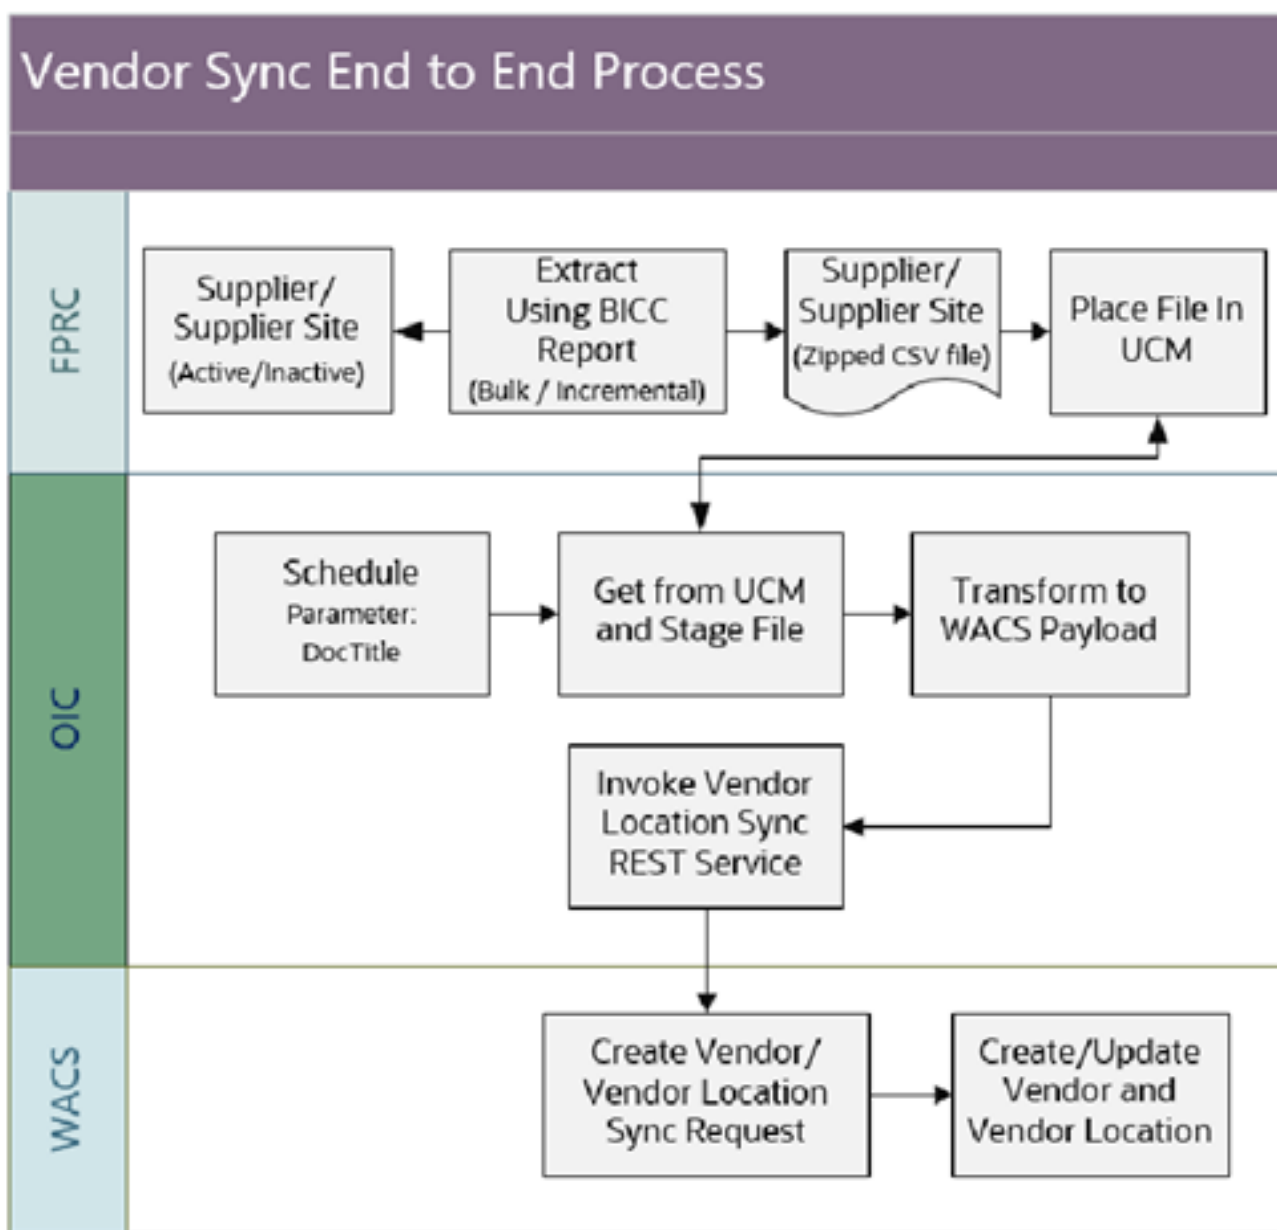 Vendor Sync End to End Process
FPRC
Supplier/
Supplier Site
(Active/Inactive)
Extract
Using BICC
Report
(Bulk / Incremental)
Supplier/
Supplier Site
(Zipped CSV file)
Place File In
UCM
OIC
Schedule
Parameter:
DocTitle
Get from UCM
and Stage File
Transform to
WACS Payload
Invoke Vendor
Location Sync
REST Service
WACS
Create Vendor/
Vendor Location
Sync Request
Create/Update
Vendor and
Vendor Location